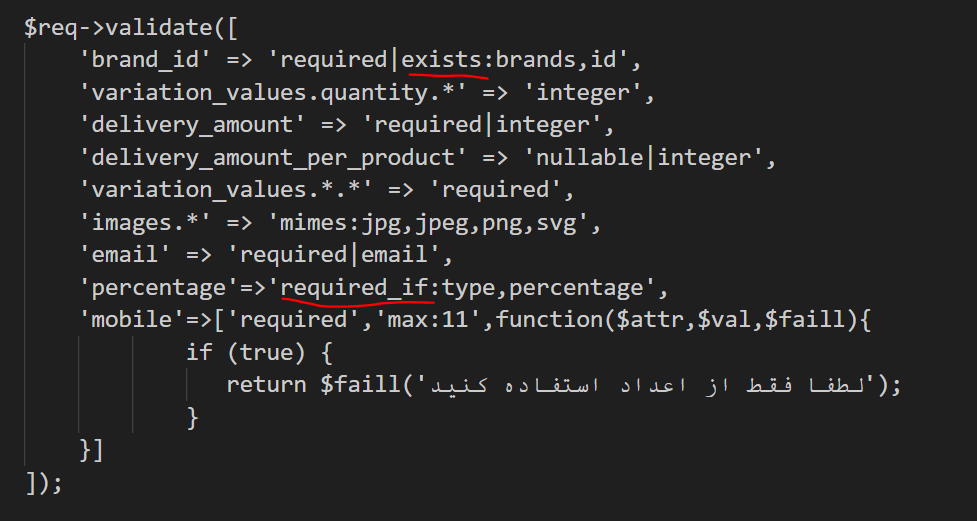 $req->validate([
'brand_id' => 'required|exists:brands,id',
'variation_values.quantity.*' => 'integer',
'delivery_amount' => 'required|integer',
'delivery_amount_per_product' => 'nullable|integer',
'variation_values.*.*' => 'required',
'images.*' => 'mimes:jpg,jpeg,png,svg',
'email' => 'required|email',
'percentage'=>'required_if:type,percentage',
'mobile'=>['required','max:11',function($attr,$val,$faill){
if (true) {
return $faill('لطفا فقط از اعداد استفاده کنید');
}
}]
]);